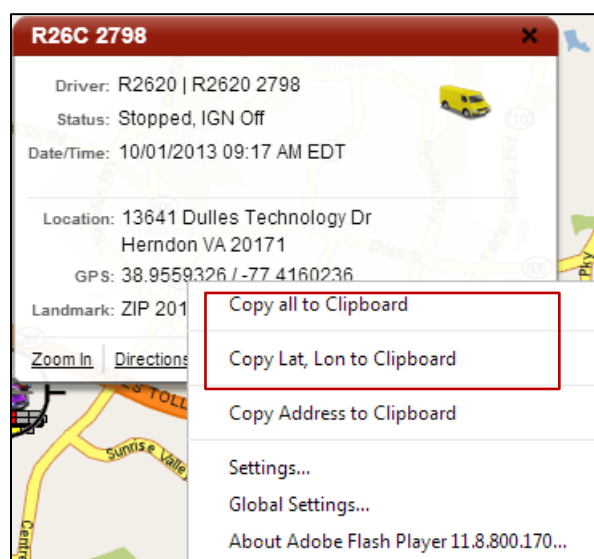 R26C 2798
Driver: R2620 | R2620 2798
Status: Stopped, IGN Off
Date/Time: 10/01/2013 09:17 AM EDT
Location: 13641 Dulles Technology Dr
Herndon VA 20171
GPS: 38.9559326 / -77.4160236
Landmark: ZIP 201
Zoom In Directions
Copy all to Clipboard
Copy Lat, Lon to Clipboard
Copy Address to Clipboard
Settings...
Global Settings...
About Adobe Flash Player 11.8.800.170...
Pky
TOLL
Sunrise Valley
Centre